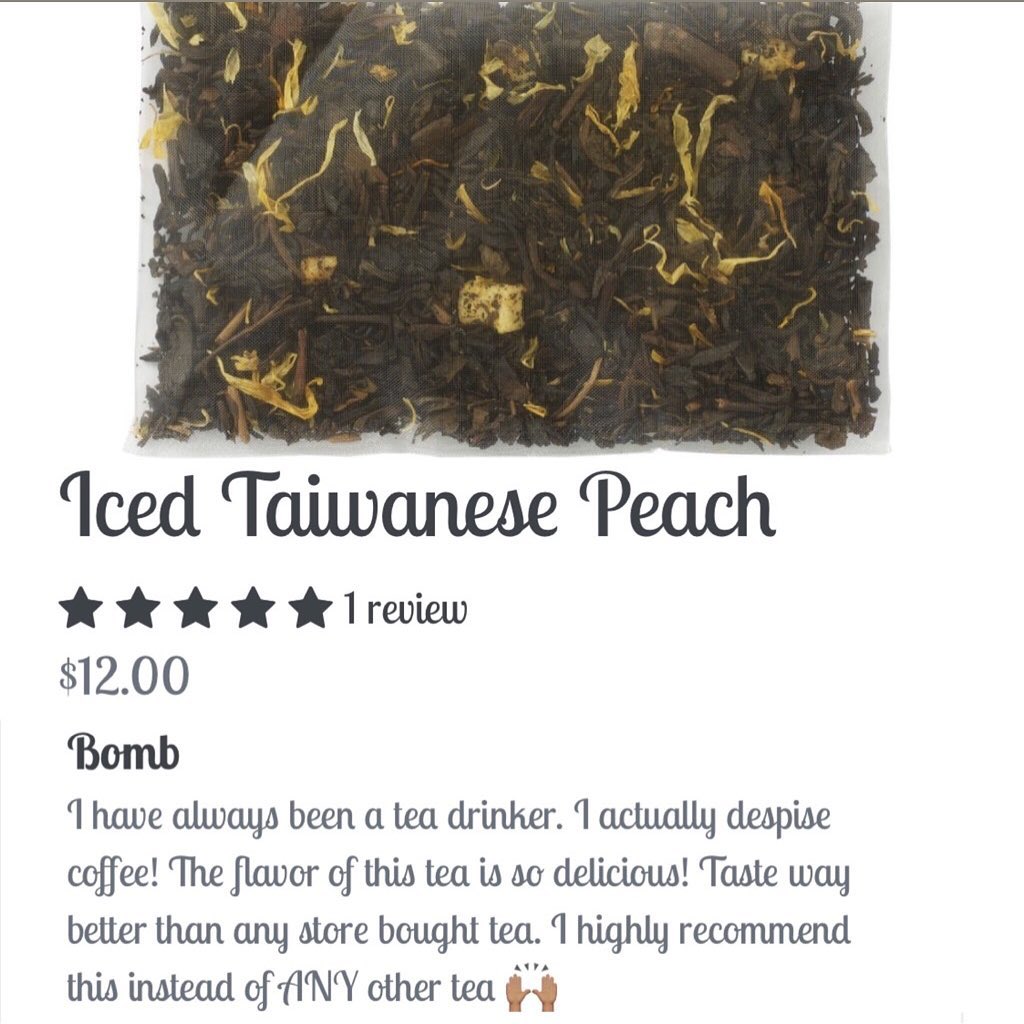 Iced Taiwanese Peach
★★★★★ 1 review
$12.00
Bomb
I have always been a tea drinker. I actually despise
coffee! The flavor of this tea is so delicious! Taste way
better than any store bought tea. I highly recommend
this instead of ANY other tea 🙌🏽